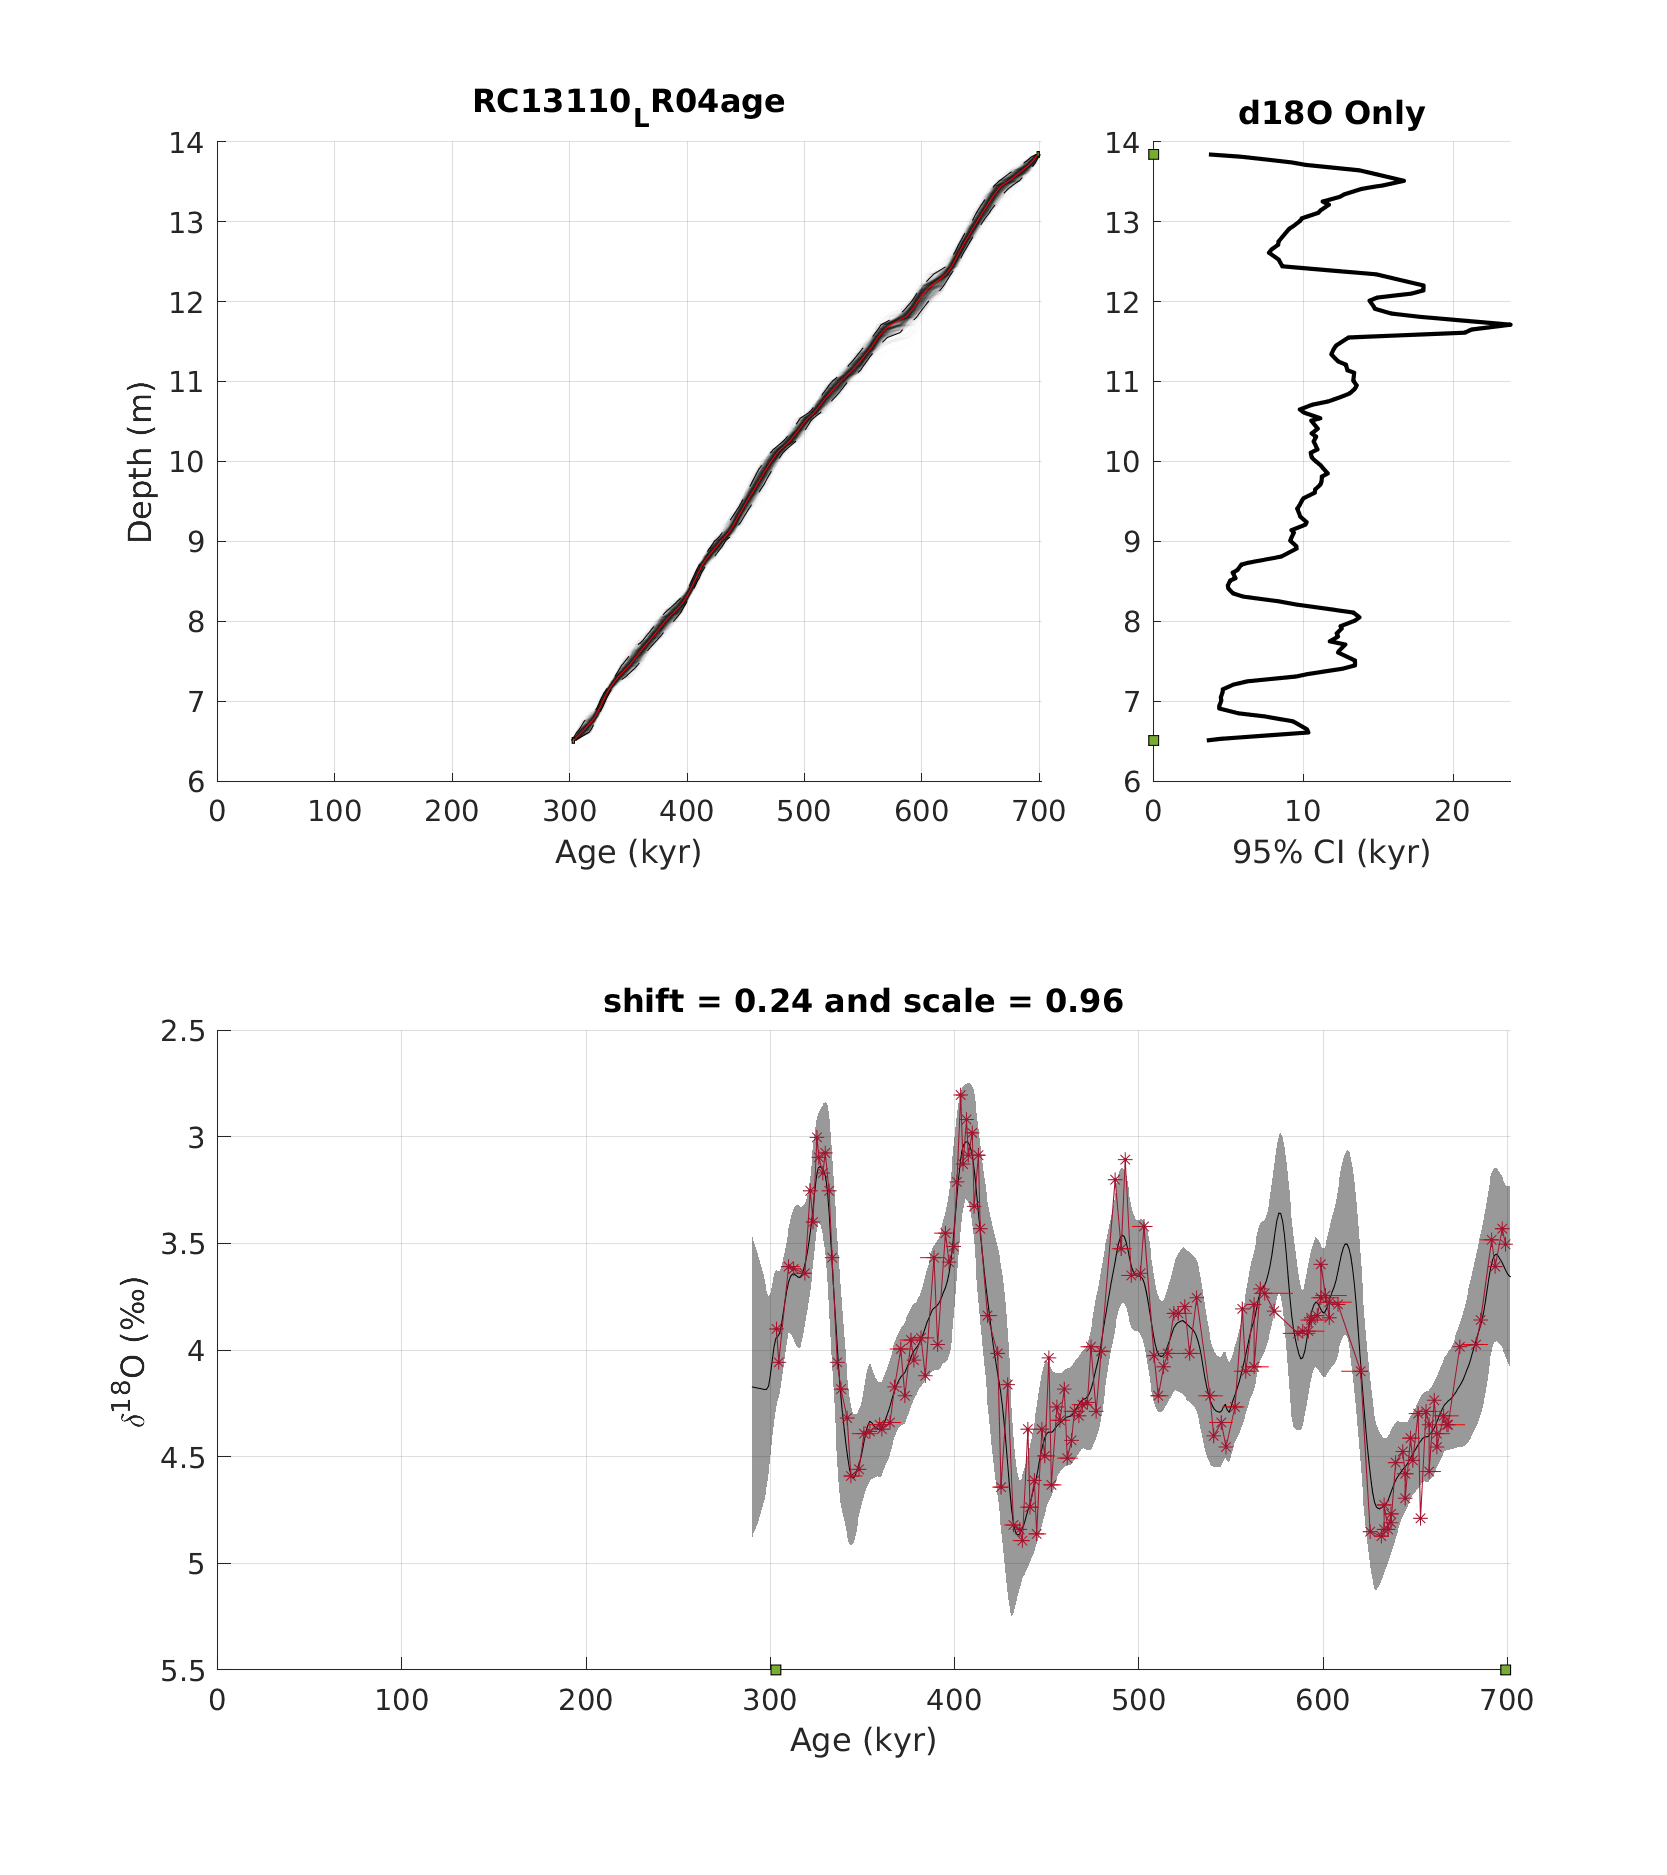 RC13110LR04age
14
13
12
11
10
9
8
7
6
Depth (m)
0 100 200 300 400 500 600 700
Age (kyr)
d18O Only
14
13
12
11
10
9
8
7
6
0 10 20
95% CI (kyr)
shift = 0.24 and scale = 0.96
2.5
3
3.5
4
4.5
5
5.5
δ18O (‰)
0 100 200 300 400 500 600 700
Age (kyr)